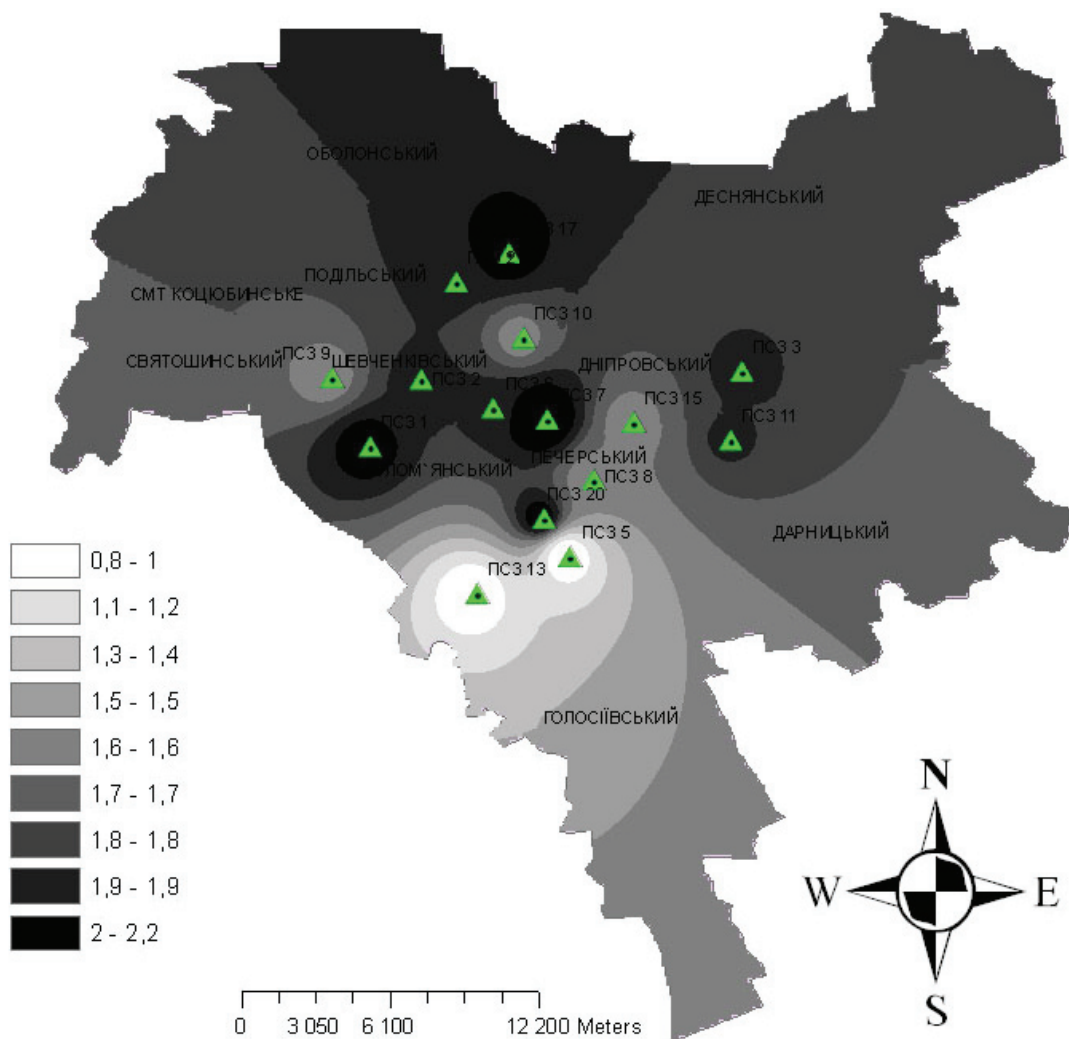 ОБОЛОНСЬКИЙ
ДЕСНЯНСЬКИЙ
17
ПОДІЛЬСЬКИЙ
СМТ КОЦЮБИНСЬКЕ
ПСЗ 10
СВЯТОШИНСЬКИЙ
ПСЗ 9
ШЕВЧЕНКІВСЬКИЙ
ДНІПРОВСЬКИЙ
ПСЗ 3
ПСЗ 2
ПСЗ 6
7
ПСЗ 15
ПСЗ 1
ПСЗ 11
ЛОМ`ЯНСЬКИЙ
ПЕЧЕРСЬКИЙ
ПСЗ 8
ПСЗ 20
ПСЗ 5
ДАРНИЦЬКИЙ
ПСЗ 13
ГОЛОСІЇВСЬКИЙ
0,8 - 1
1,1 - 1,2
1,3 - 1,4
1,5 - 1,5
1,6 - 1,6
1,7 - 1,7
1,8 - 1,8
1,9 - 1,9
2 - 2,2
N
W E
S
0 3 050 6 100 12 200 Meters